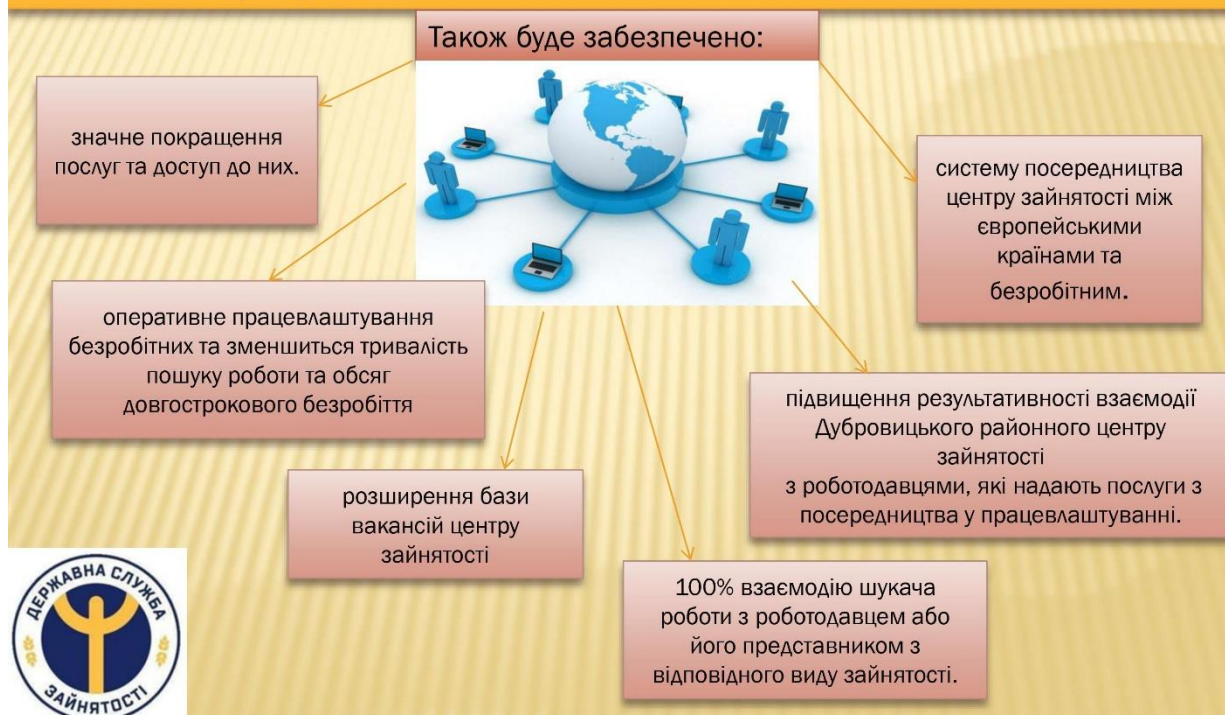 Також буде забезпечено:
значне покращення
послуг та доступ до них.
систему посередництва
центру зайнятості між
європейськими
країнами та
безробітним.
оперативне працевлаштування
безробітних та зменшиться тривалість
пошуку роботи та обсяг
довгострокового безробіття
підвищення результативності взаємодії
Дубровицького районного центру
зайнятості
з роботодавцями, які надають послуги з
посередництва у працевлаштуванні.
розширення бази
вакансій центру
зайнятості
100% взаємодію шукача
роботи з роботодавцем або
його представником з
відповідного виду зайнятості.
ДЕРЖАВНА СЛУЖБА
ЗАЙНЯТОСТІ